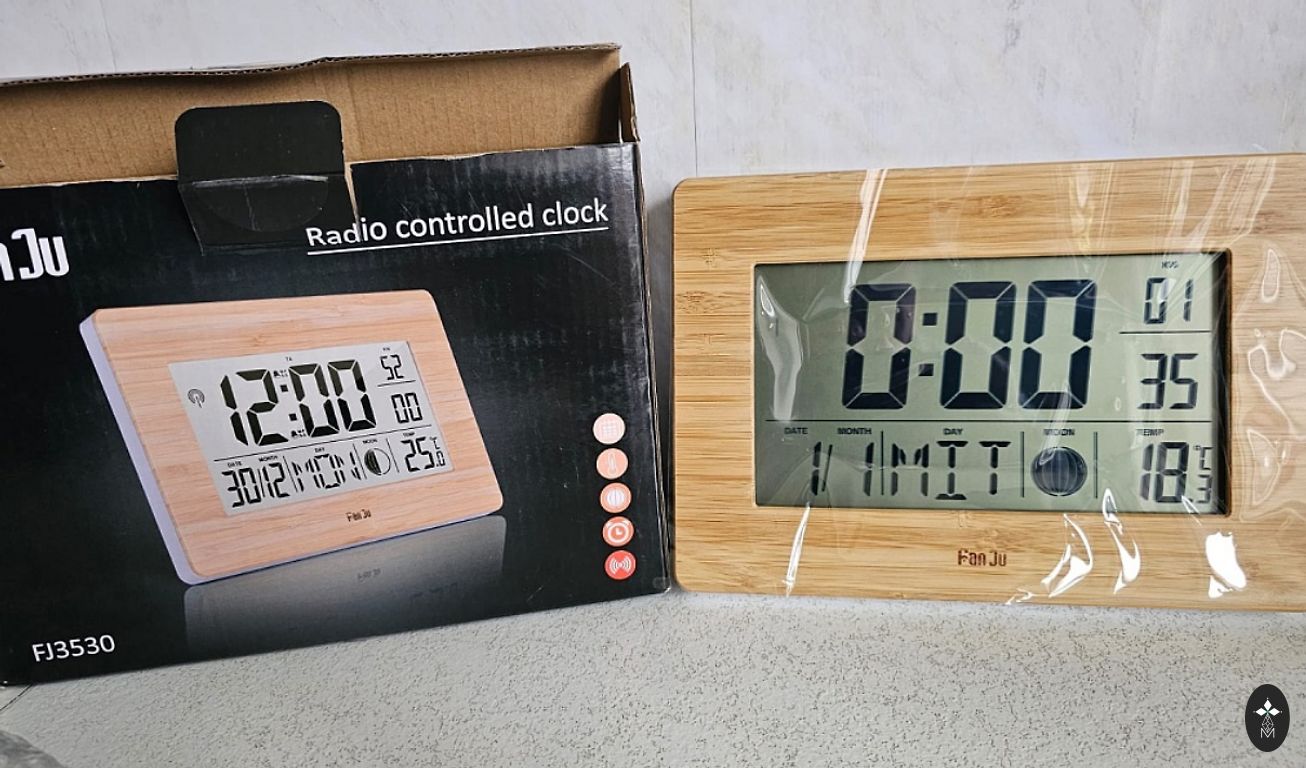 Radio controlled clock
12:00
52
00
DATE MONTH DAY MOON TEMP
30/12 MON 25.0°C
FanJu
FJ3530
0:00
01
35
DATE MONTH DAY MOON TEMP
1/1 MIT 18.3°C
FanJu
M